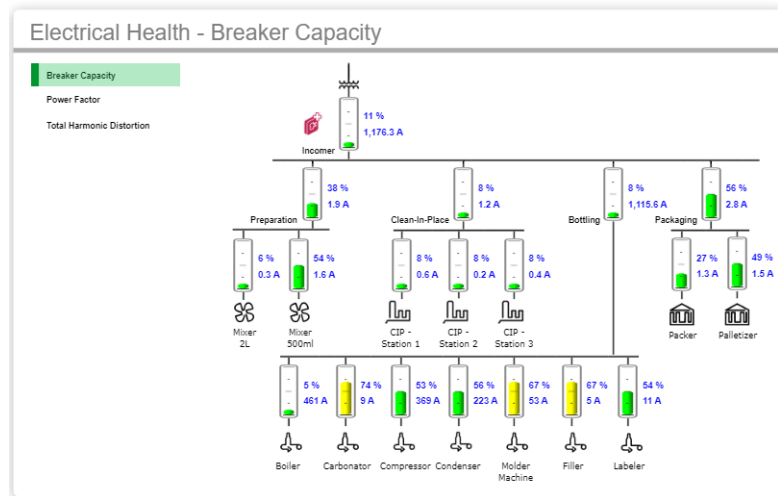 Electrical Health - Breaker Capacity
Breaker Capacity
Power Factor
Total Harmonic Distortion
11 %
1,176.3 A
Incomer
38 %
1.9 A
Preparation
8 %
1.2 A
Clean-In-Place
8 %
1,115.6 A
Bottling
56 %
2.8 A
Packaging
6 %
0.3 A
54 %
1.6 A
8 %
0.6 A
8 %
0.2 A
8 %
0.4 A
27 %
1.3 A
49 %
1.5 A
Mixer
2L
Mixer
500ml
CIP -
Station 1
CIP -
Station 2
CIP -
Station 3
Packer
Palletizer
5 %
461 A
74 %
9 A
53 %
369 A
56 %
223 A
67 %
53 A
67 %
5 A
54 %
11 A
Boiler
Carbonator
Compressor
Condenser
Molder
Machine
Filler
Labeler